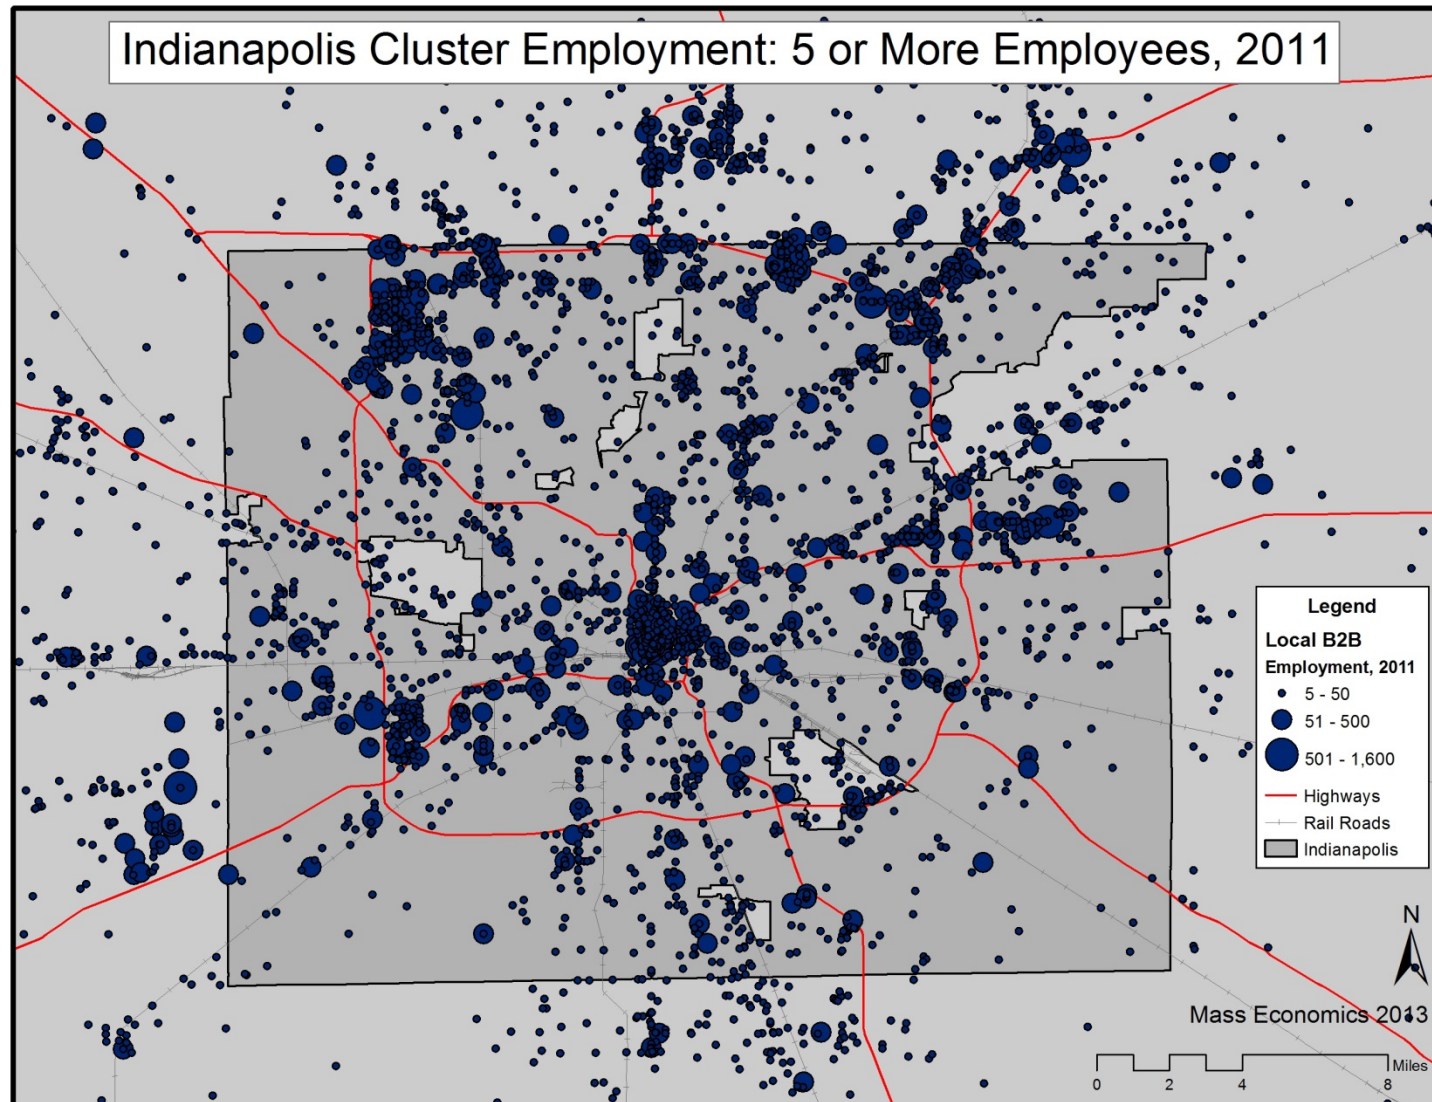 Indianapolis Cluster Employment: 5 or More Employees, 2011
Legend
Local B2B
Employment, 2011
5 - 50
51 - 500
501 - 1,600
Highways
Rail Roads
Indianapolis
N
Mass Economics 2013
Miles
0 2 4 8